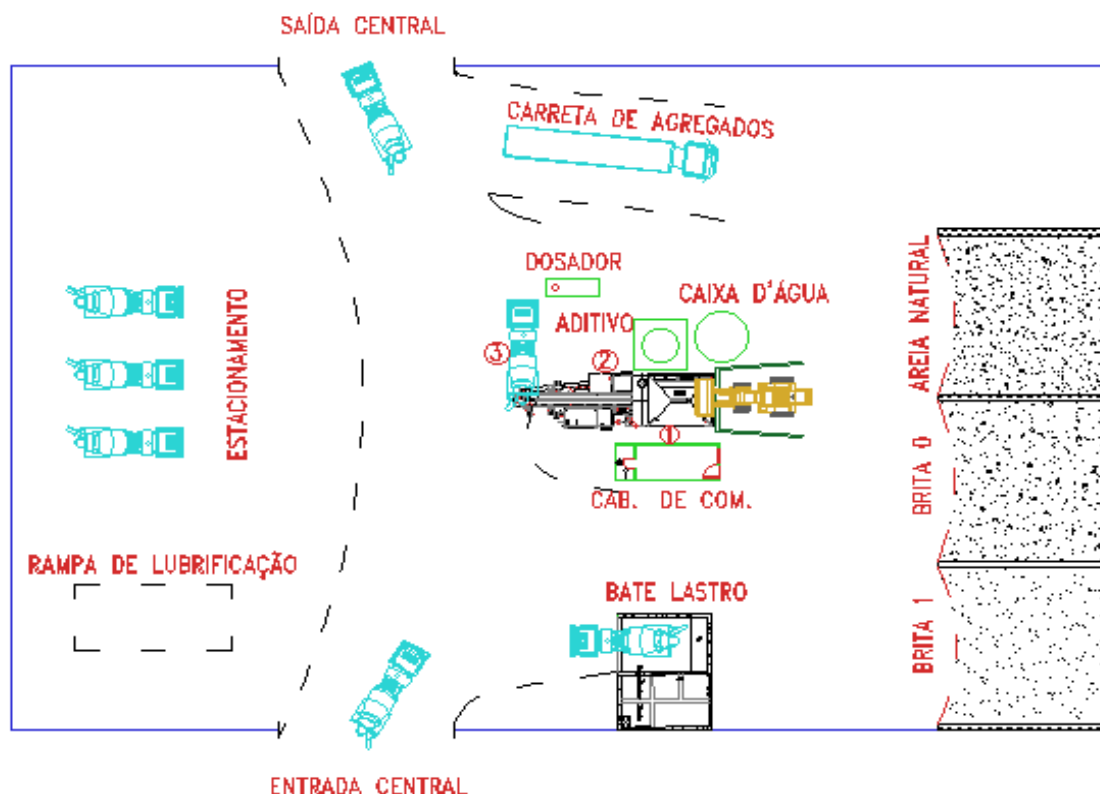 SAÍDA CENTRAL
CARRETA DE AGREGADOS
DOSADOR
CAIXA D'ÁGUA
ADITIVO
AREIA NATURAL
ESTACIONAMENTO
③
②
①
BRITA 0
CAB. DE COM.
RAMPA DE LUBRIFICAÇÃO
BATE LASTRO
BRITA 1
ENTRADA CENTRAL